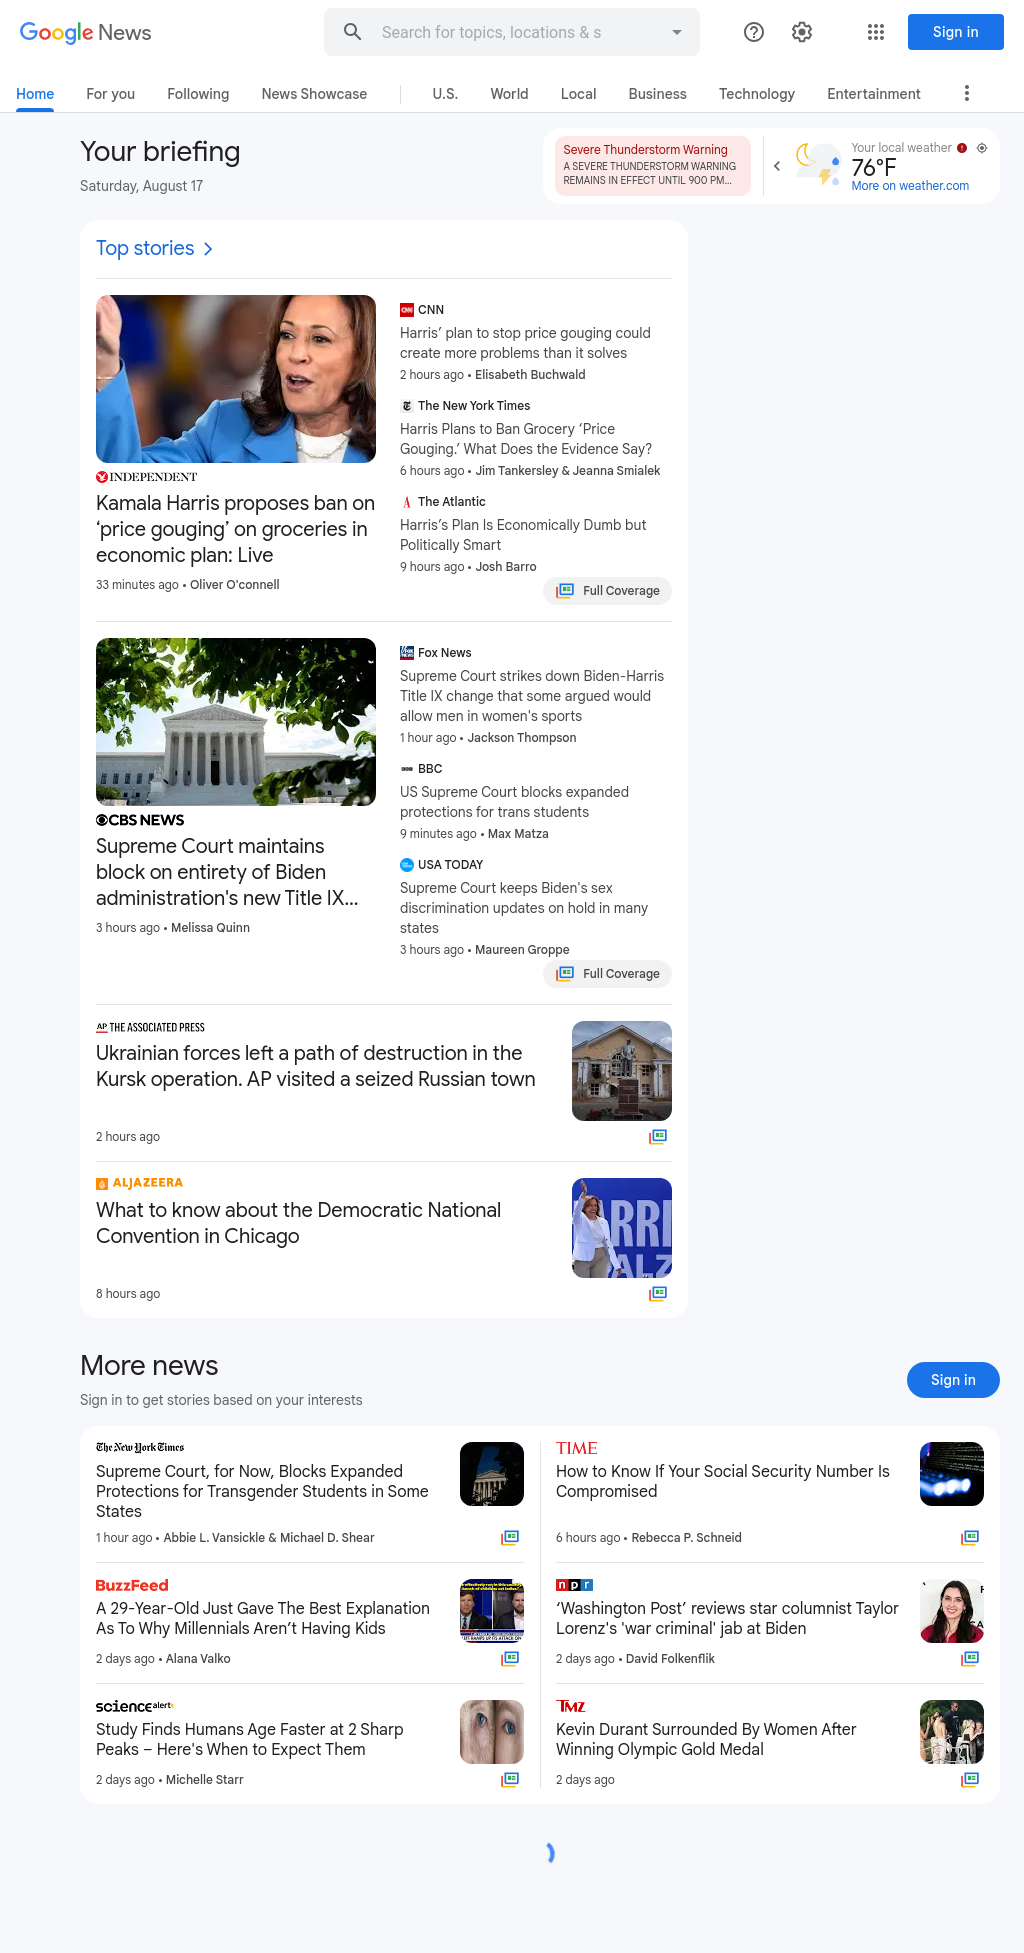 Google News
Search for topics, locations & s
Sign in
Home
For you
Following
News Showcase
U.S.
World
Local
Business
Technology
Entertainment
Your briefing
Saturday, August 17
Severe Thunderstorm Warning
A SEVERE THUNDERSTORM WARNING
REMAINS IN EFFECT UNTIL 900 PM...
Your local weather
76°F
More on weather.com
Top stories
INDEPENDENT
Kamala Harris proposes ban on
‘price gouging’ on groceries in
economic plan: Live
33 minutes ago • Oliver O'connell
CNN
Harris’ plan to stop price gouging could
create more problems than it solves
2 hours ago • Elisabeth Buchwald
The New York Times
Harris Plans to Ban Grocery ‘Price
Gouging.’ What Does the Evidence Say?
6 hours ago • Jim Tankersley & Jeanna Smialek
The Atlantic
Harris’s Plan Is Economically Dumb but
Politically Smart
9 hours ago • Josh Barro
Full Coverage
CBS NEWS
Supreme Court maintains
block on entirety of Biden
administration's new Title IX...
3 hours ago • Melissa Quinn
Fox News
Supreme Court strikes down Biden-Harris
Title IX change that some argued would
allow men in women's sports
1 hour ago • Jackson Thompson
BBC
US Supreme Court blocks expanded
protections for trans students
9 minutes ago • Max Matza
USA TODAY
Supreme Court keeps Biden's sex
discrimination updates on hold in many
states
3 hours ago • Maureen Groppe
Full Coverage
AP THE ASSOCIATED PRESS
Ukrainian forces left a path of destruction in the
Kursk operation. AP visited a seized Russian town
2 hours ago
ALJAZEERA
What to know about the Democratic National
Convention in Chicago
8 hours ago
More news
Sign in to get stories based on your interests
Sign in
The New York Times
Supreme Court, for Now, Blocks Expanded
Protections for Transgender Students in Some
States
1 hour ago • Abbie L. Vansickle & Michael D. Shear
TIME
How to Know If Your Social Security Number Is
Compromised
6 hours ago • Rebecca P. Schneid
BuzzFeed
A 29-Year-Old Just Gave The Best Explanation
As To Why Millennials Aren’t Having Kids
2 days ago • Alana Valko
npr
‘Washington Post’ reviews star columnist Taylor
Lorenz's 'war criminal' jab at Biden
2 days ago • David Folkenflik
sciencealert
Study Finds Humans Age Faster at 2 Sharp
Peaks – Here's When to Expect Them
2 days ago • Michelle Starr
TMZ
Kevin Durant Surrounded By Women After
Winning Olympic Gold Medal
2 days ago